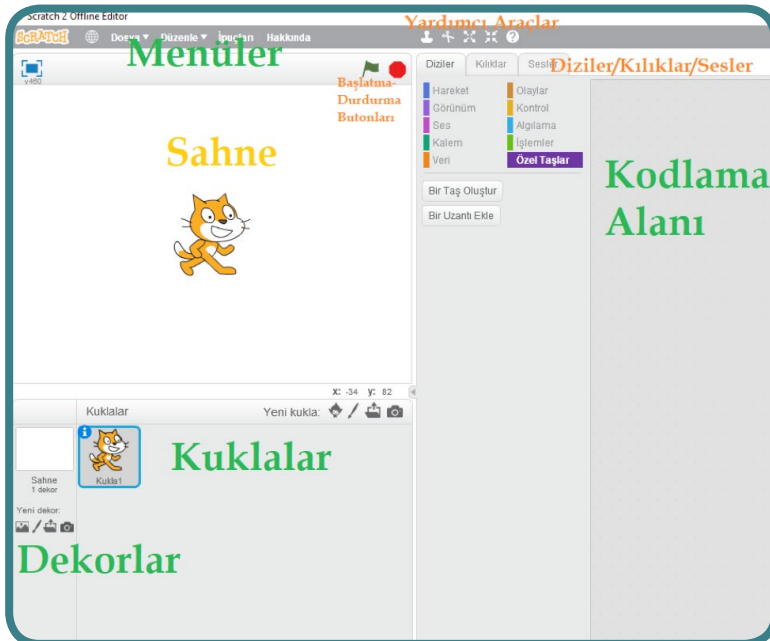 Scratch 2 Offline Editor
Yardımcı Araçlar
SCRATCH Dosya Düzenle İpuçları Hakkında
Menüler
v460
Başlatma-
Durdurma
Butonları
Diziler Kılıklar Sesler
Diziler/Kılıklar/Sesler
Hareket Olaylar
Görünüm Kontrol
Ses Algılama
Kalem İşlemler
Veri Özel Taşlar
Bir Taş Oluştur
Bir Uzantı Ekle
Sahne
Kodlama
Alanı
X: -34 y: 82
Kuklalar Yeni kukla:
Kuklalar
Kukla1
Sahne
1 dekor
Yeni dekor:
Dekorlar